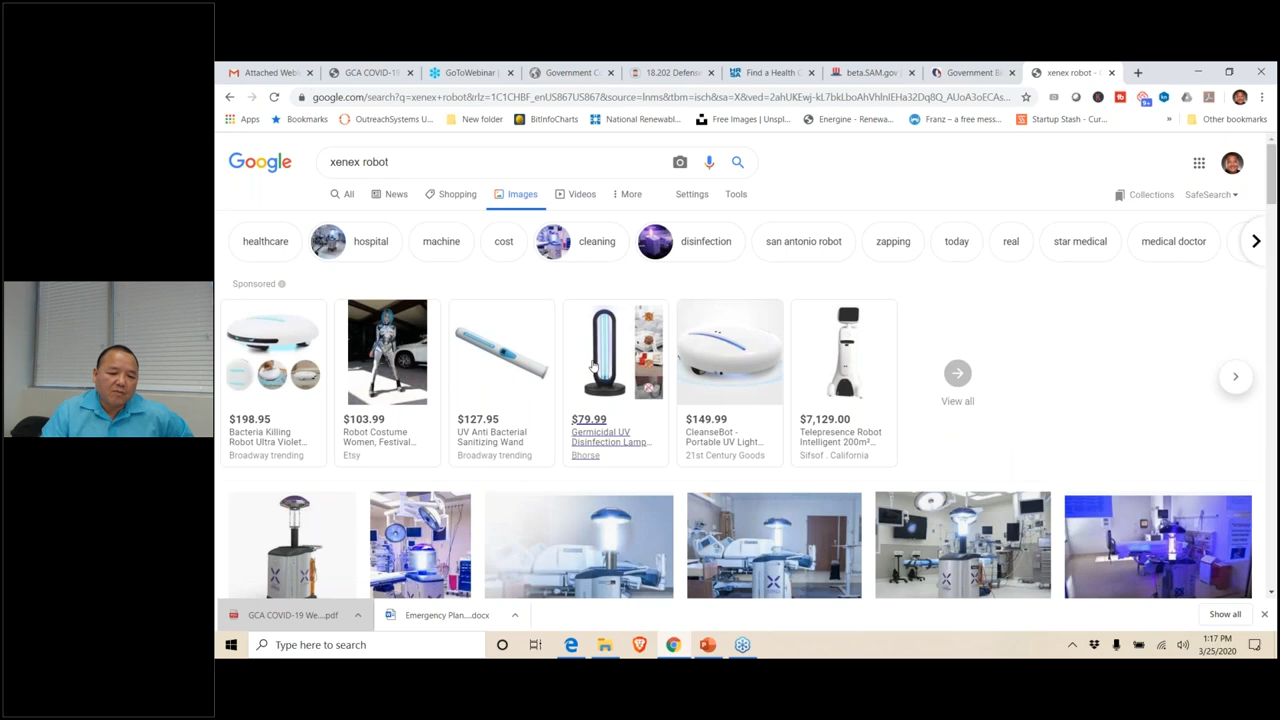 Attached Webi
GCA COVID-19
GoToWebinar
Government C
18.202 Defense
Find a Health C
beta.SAM.gov
Government B
xenex robot - G
google.com/search?q=xenex+robot&rlz=1C1CHBF_enUS867US867&source=lnms&tbm=isch&sa=X&ved=
Apps
Bookmarks
OutreachSystems U...
New folder
BitInfoCharts
National Renewabl...
Free Images | Unspl...
Energine - Renewa...
Franz – a free mess...
Startup Stash - Cur...
»
Other bookmarks
Google
xenex robot
All
News
Shopping
Images
Videos
More
Settings
Tools
Collections
SafeSearch
healthcare
hospital
machine
cost
cleaning
disinfection
san antonio robot
zapping
today
real
star medical
medical doctor
Sponsored
$198.95
Bacteria Killing
Robot Ultra Violet...
Broadway trending
$103.99
Robot Costume
Women, Festival...
Etsy
$127.95
UV Anti Bacterial
Sanitizing Wand
Broadway trending
$79.99
Germicidal UV
Disinfection Lamp...
Bhorse
$149.99
CleanseBot -
Portable UV Light...
21st Century Goods
$7,129.00
Telepresence Robot
Intelligent 200m²...
Sifsof . California
View all
GCA COVID-19 We....pdf
Emergency Plan....docx
Show all
Type here to search
1:17 PM
3/25/2020